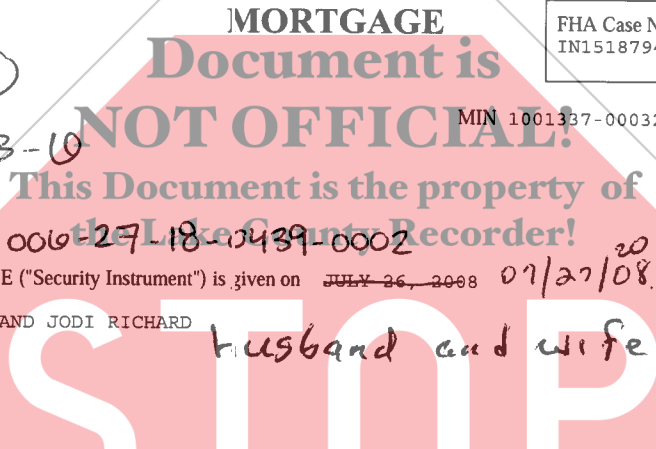 MORTGAGE
FHA Case N
IN1518794
Document is
NOT OFFICIAL!
MIN 1001337-00032
3-10
This Document is the property of
the Lake County Recorder!
006-27-18-0439-0002
E ("Security Instrument") is given on JULY 26, 2008 07/27/08 20
AND JODI RICHARD
husband and wife
STOP